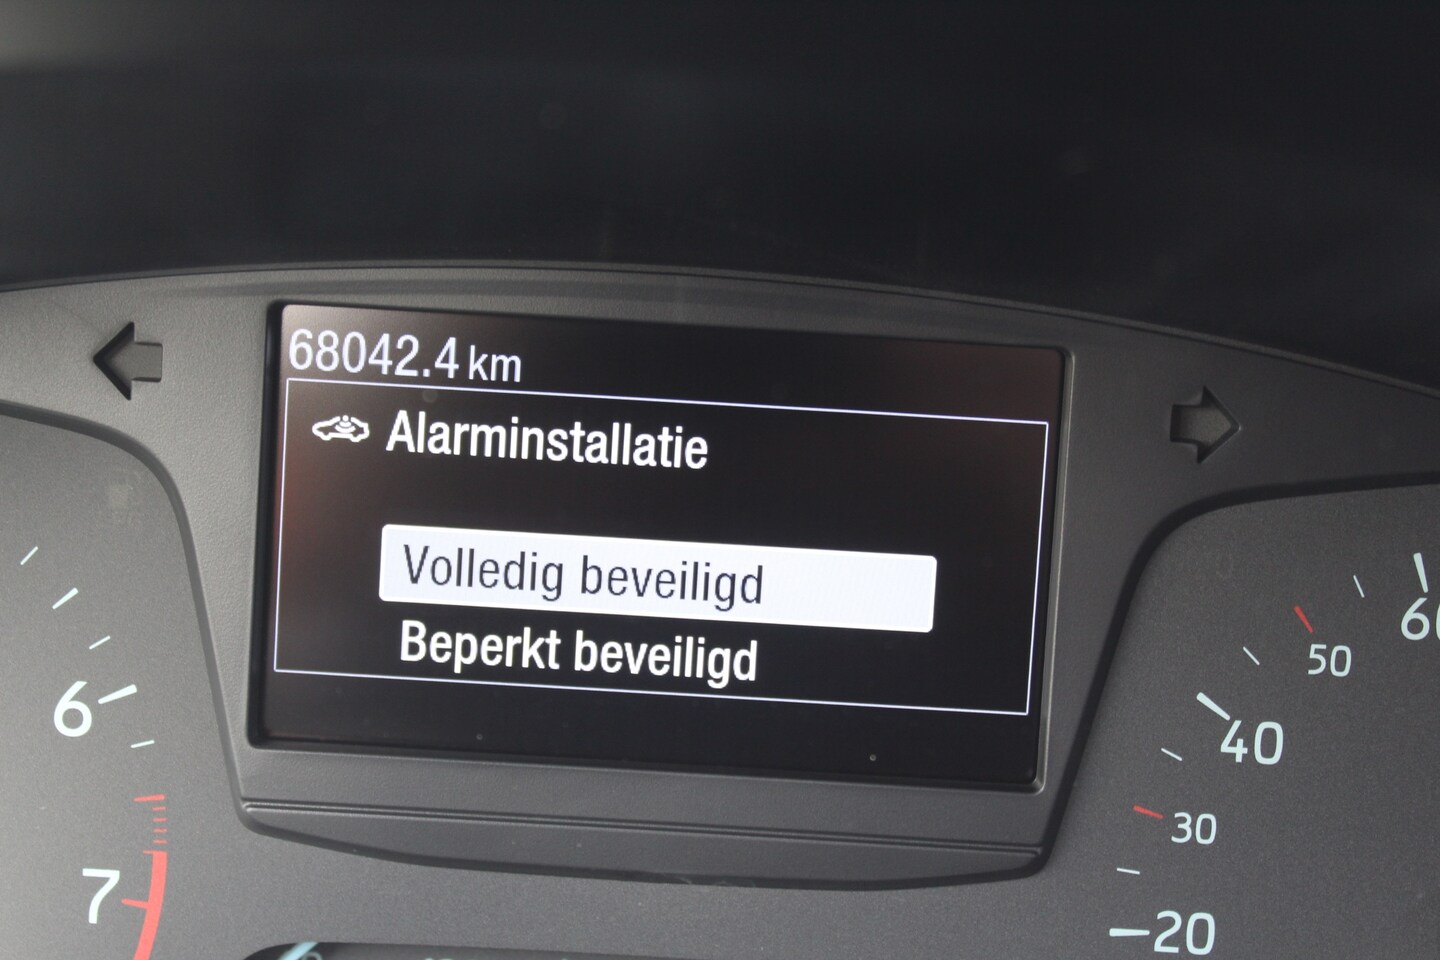 68042.4 km
Alarminstallatie
Volledig beveiligd
Beperkt beveiligd
6
7
60
50
40
30
20